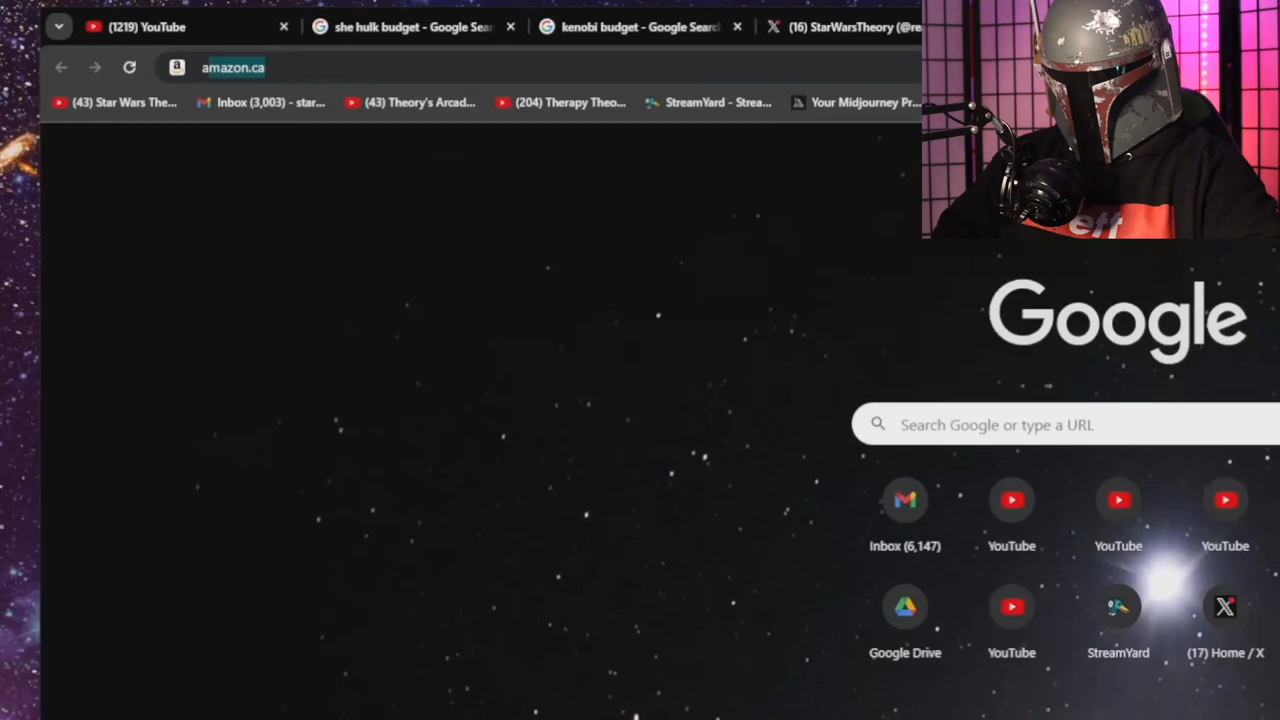 (1219) YouTube
she hulk budget - Google Sear
kenobi budget - Google Search
(16) StarWarsTheory (@re
amazon.ca
(43) Star Wars The...
Inbox (3,003) - star...
(43) Theory's Arcad...
(204) Therapy Theo...
StreamYard - Strea...
Your Midjourney Pr...
eff
Google
Search Google or type a URL
Inbox (6,147)
YouTube
YouTube
YouTube
Google Drive
YouTube
StreamYard
(17) Home / X